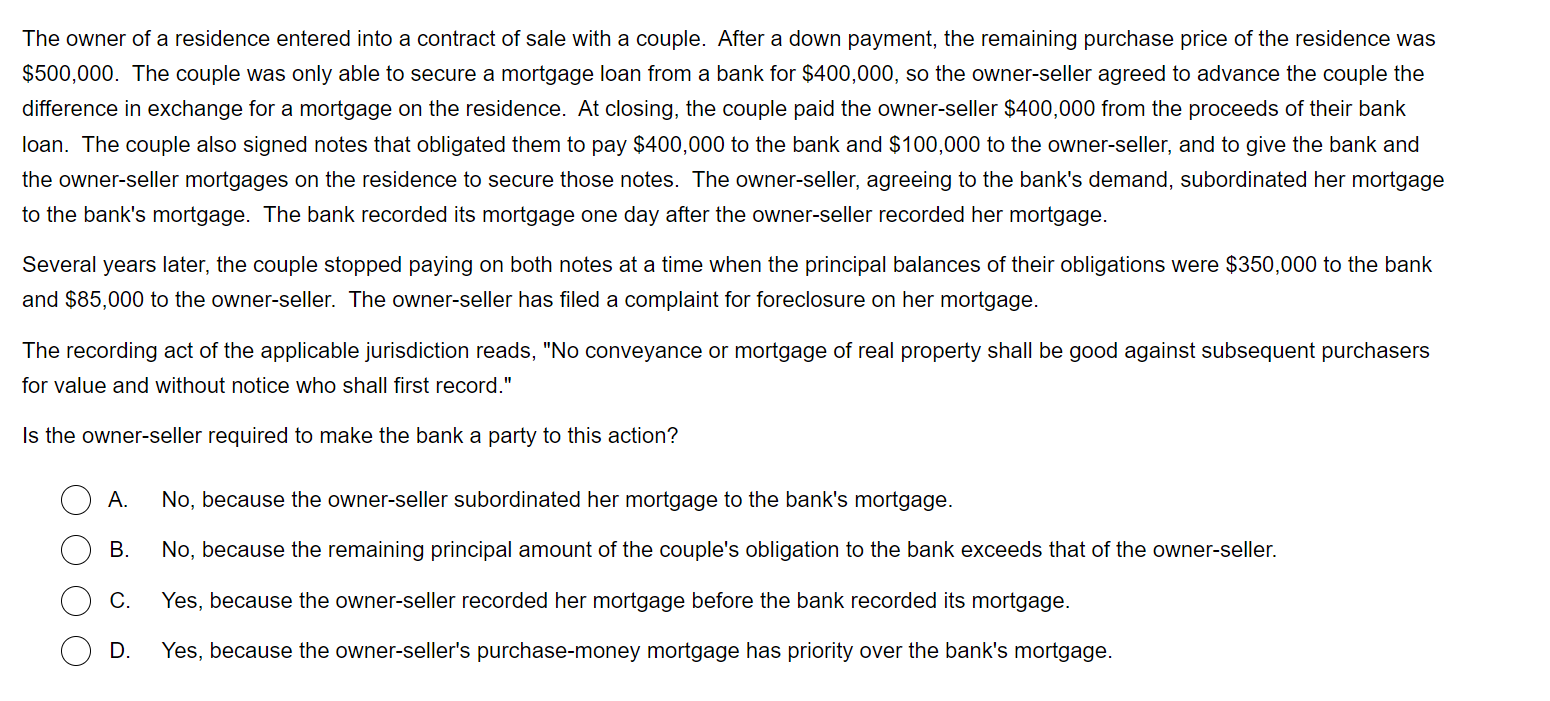 The owner of a residence entered into a contract of sale with a couple.  After a down payment, the remaining purchase price of the residence was
$500,000.  The couple was only able to secure a mortgage loan from a bank for $400,000, so the owner-seller agreed to advance the couple the
difference in exchange for a mortgage on the residence.  At closing, the couple paid the owner-seller $400,000 from the proceeds of their bank
loan.  The couple also signed notes that obligated them to pay $400,000 to the bank and $100,000 to the owner-seller, and to give the bank and
the owner-seller mortgages on the residence to secure those notes.  The owner-seller, agreeing to the bank's demand, subordinated her mortgage
to the bank's mortgage.  The bank recorded its mortgage one day after the owner-seller recorded her mortgage.
Several years later, the couple stopped paying on both notes at a time when the principal balances of their obligations were $350,000 to the bank
and $85,000 to the owner-seller.  The owner-seller has filed a complaint for foreclosure on her mortgage.
The recording act of the applicable jurisdiction reads, "No conveyance or mortgage of real property shall be good against subsequent purchasers
for value and without notice who shall first record."
Is the owner-seller required to make the bank a party to this action?
A. No, because the owner-seller subordinated her mortgage to the bank's mortgage.
B. No, because the remaining principal amount of the couple's obligation to the bank exceeds that of the owner-seller.
C. Yes, because the owner-seller recorded her mortgage before the bank recorded its mortgage.
D. Yes, because the owner-seller's purchase-money mortgage has priority over the bank's mortgage.